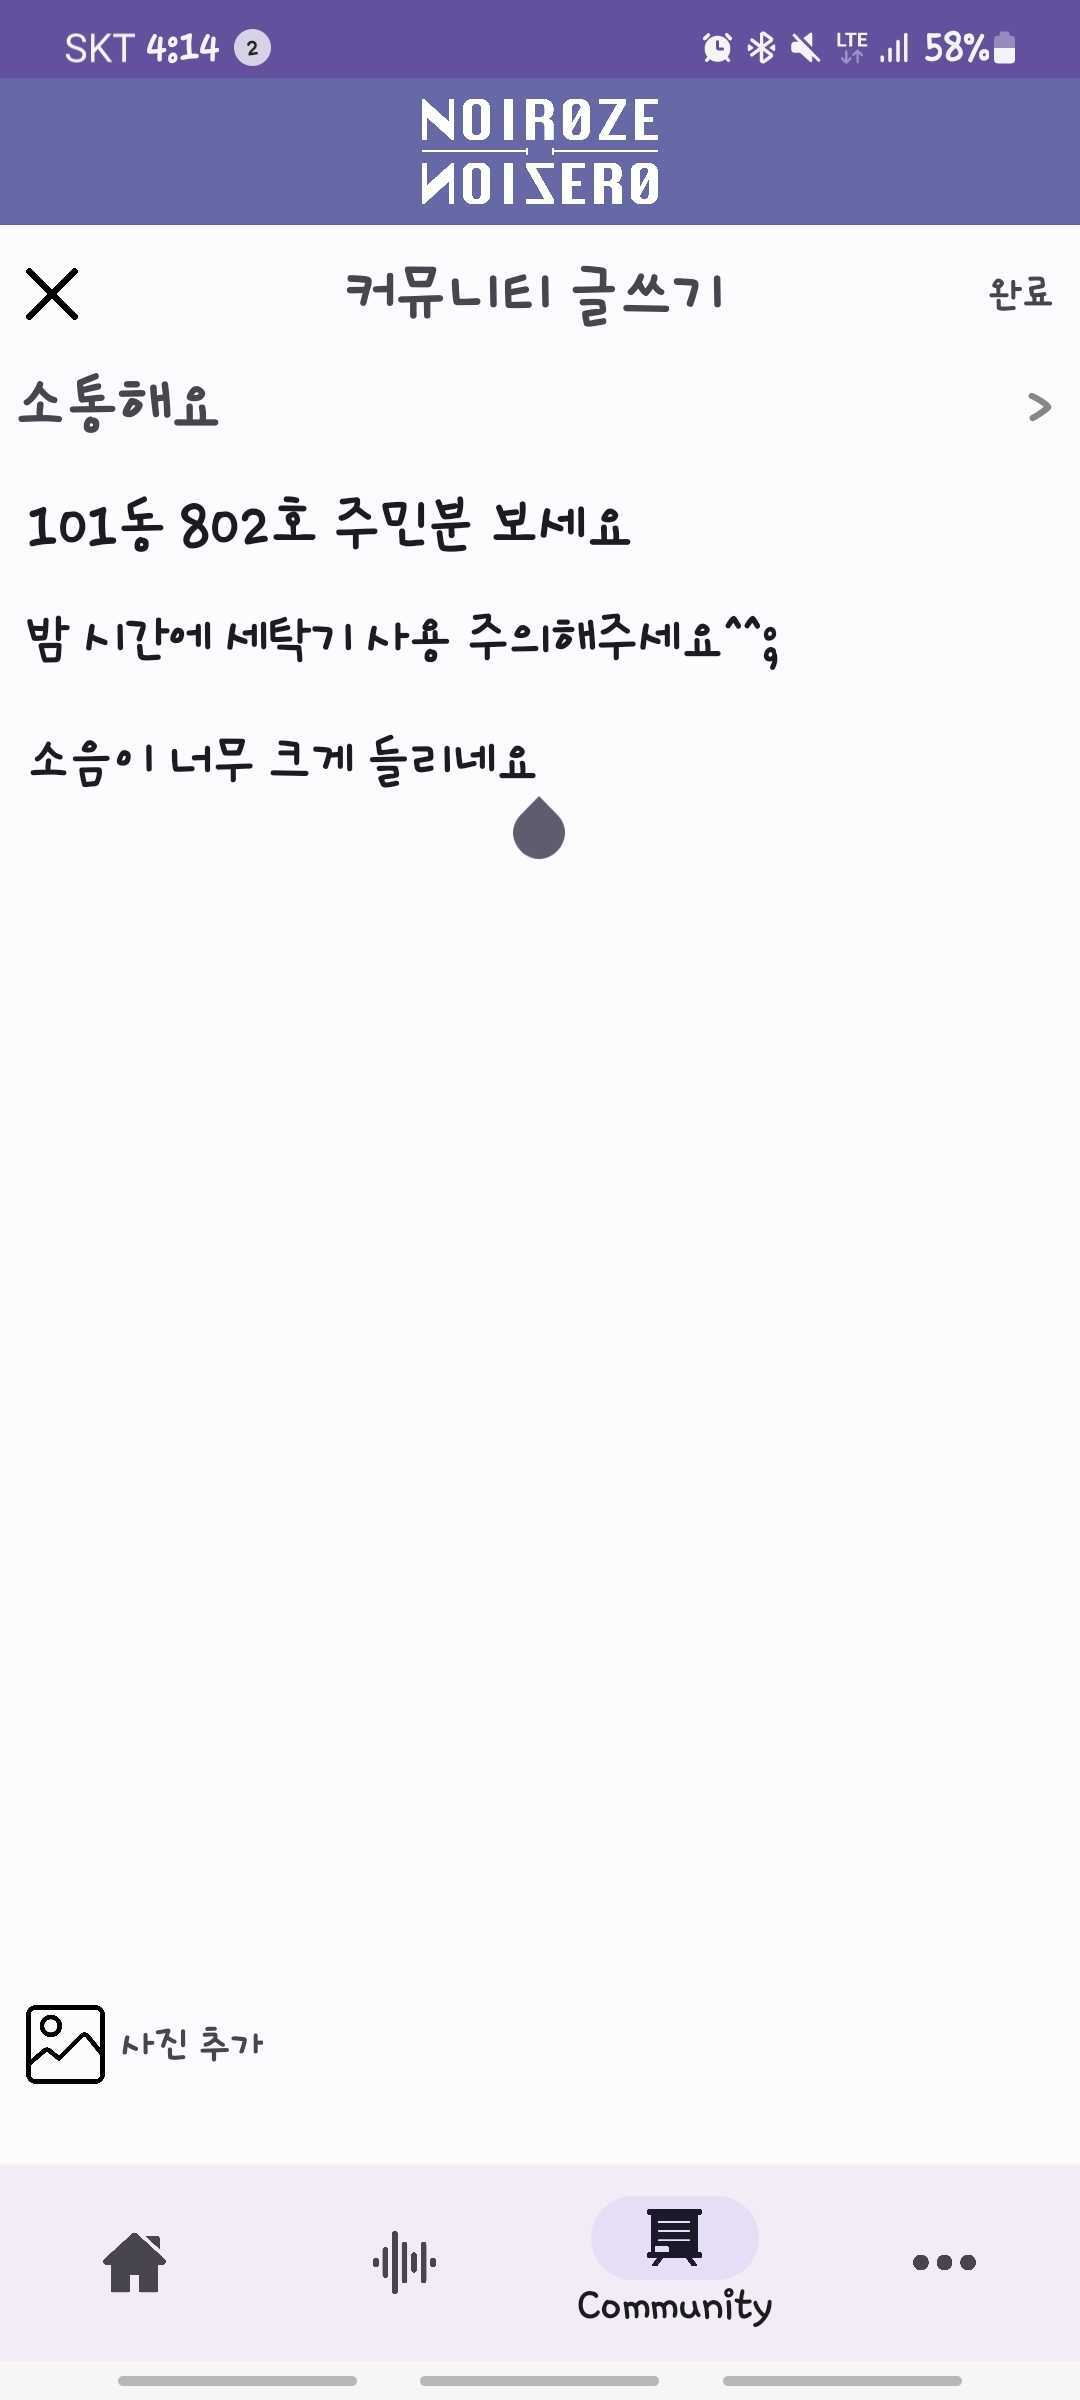 SKT 4:14 2 LTE 58%
NOIRØZE
NOIZERØ
커뮤니티 글쓰기 완료
소통해요 >
101동 802호 주민분 보세요
밤 시간에 세탁기 사용 주의해주세요^^;
소음이 너무 크게 들리네요
사진 추가
Community